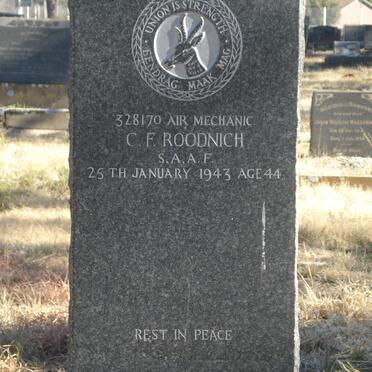 UNION IS STRENGTH
EENDRAG MAAK MAG
328170 AIR MECHANIC
C. F. ROODNICH
S.A.A.F.
25TH JANUARY 1943 AGE 44
REST IN PEACE